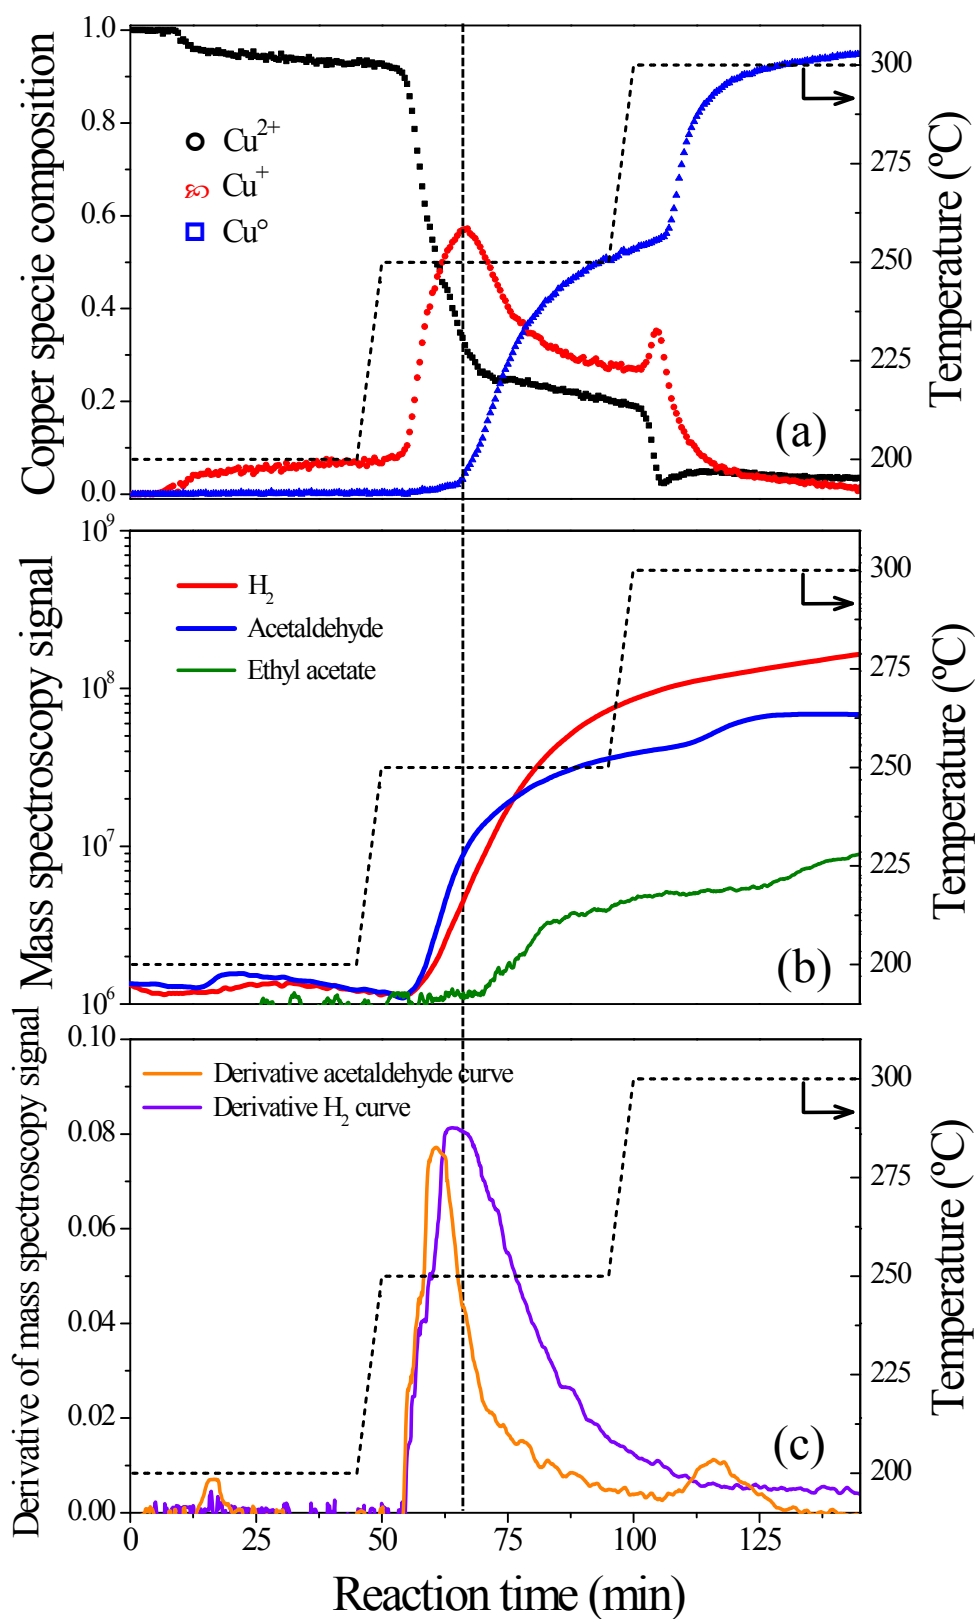 Copper specie composition
1.0
0.8
0.6
0.4
0.2
0.0
Cu²⁺
Cu⁺
Cu°
(a)
300
275
250
225
200
Temperature (ºC)
Mass spectroscopy signal
10⁹
10⁸
10⁷
10⁶
H₂
Acetaldehyde
Ethyl acetate
(b)
300
275
250
225
200
Temperature (ºC)
Derivative of mass spectroscopy signal
0.10
0.08
0.06
0.04
0.02
0.00
Derivative acetaldehyde curve
Derivative H₂ curve
(c)
300
275
250
225
200
Temperature (ºC)
0 25 50 75 100 125
Reaction time (min)